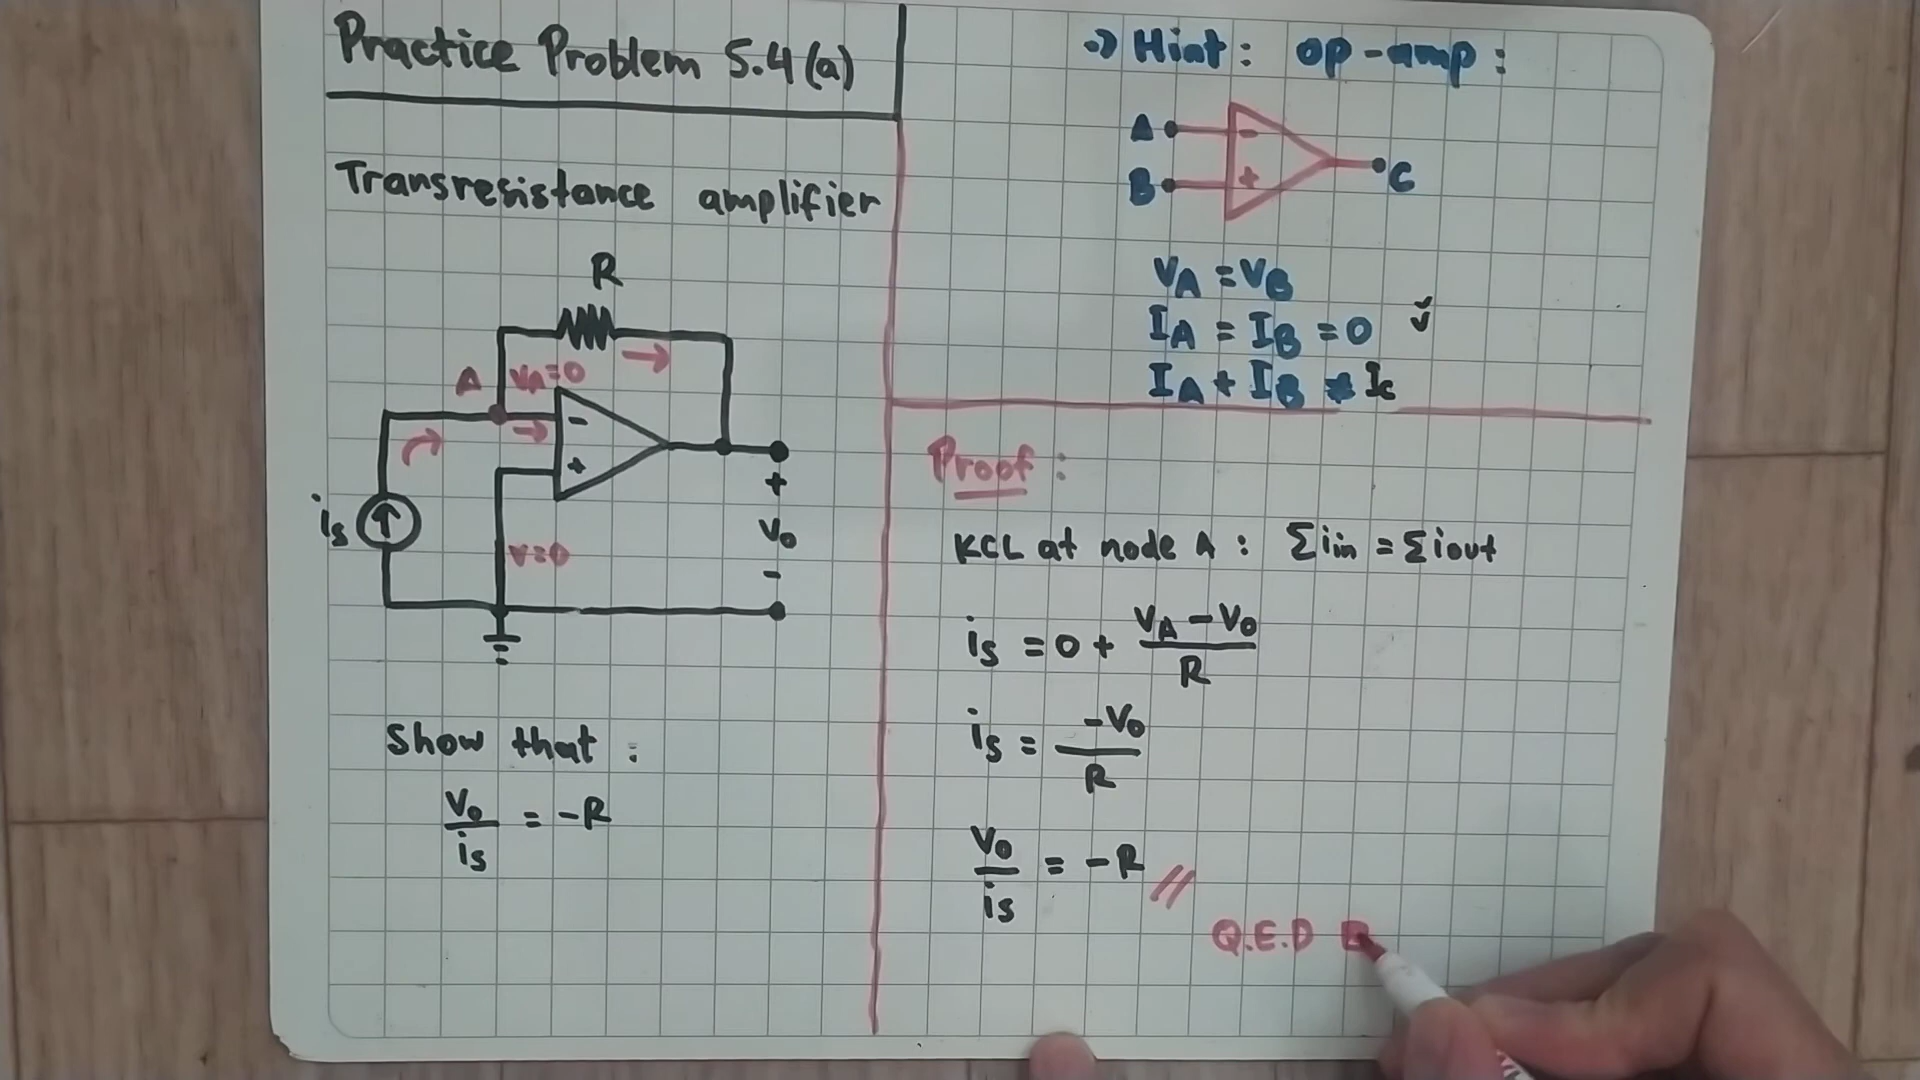 Practice Problem 5.4(a)
Transresistance amplifier
R
A
VA=0
-
+
is
V=0
+
Vo
-
Show that :
Vo/is = -R
Hint: op-amp:
A
-
B
+
C
VA = VB
IA = IB = 0
IA + IB ≠ Ic
Proof :
KCL at node A : Σiin = Σiout
is = 0 + (VA - Vo)/R
is = -Vo/R
Vo/is = -R //
Q.E.D